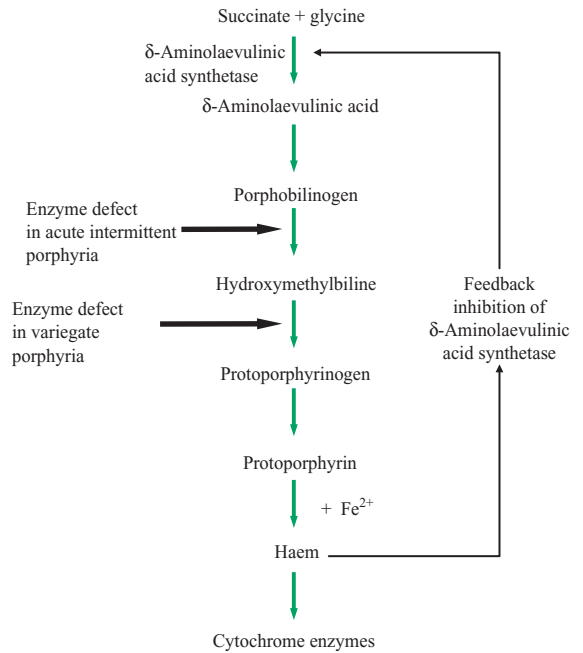 Succinate + glycine
δ-Aminolaevulinic
acid synthetase
δ-Aminolaevulinic acid
Porphobilinogen
Enzyme defect
in acute intermittent
porphyria
Hydroxymethylbiline
Enzyme defect
in variegate
porphyria
Feedback
inhibition of
δ-Aminolaevulinic
acid synthetase
Protoporphyrinogen
Protoporphyrin
+ Fe²⁺
Haem
Cytochrome enzymes